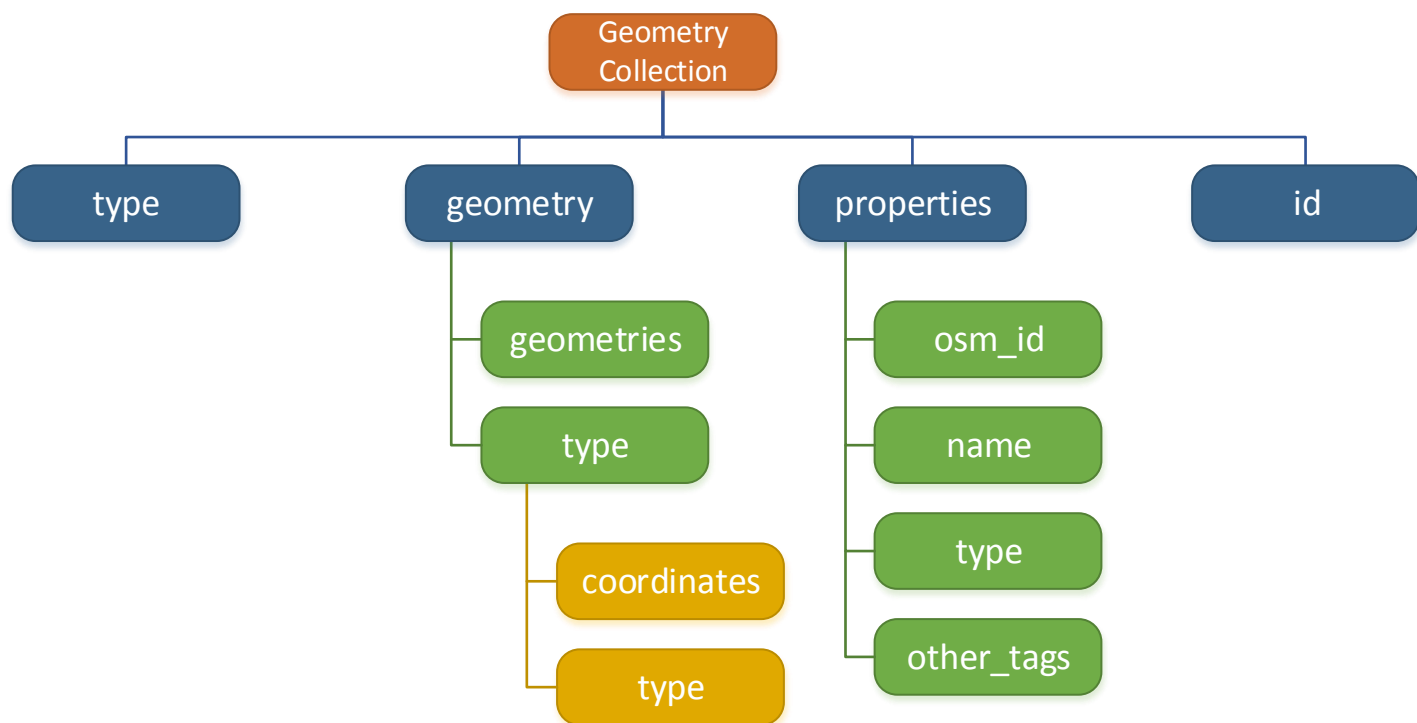 Geometry
Collection
type
geometry
properties
id
geometries
osm_id
type
name
coordinates
type
type
other_tags